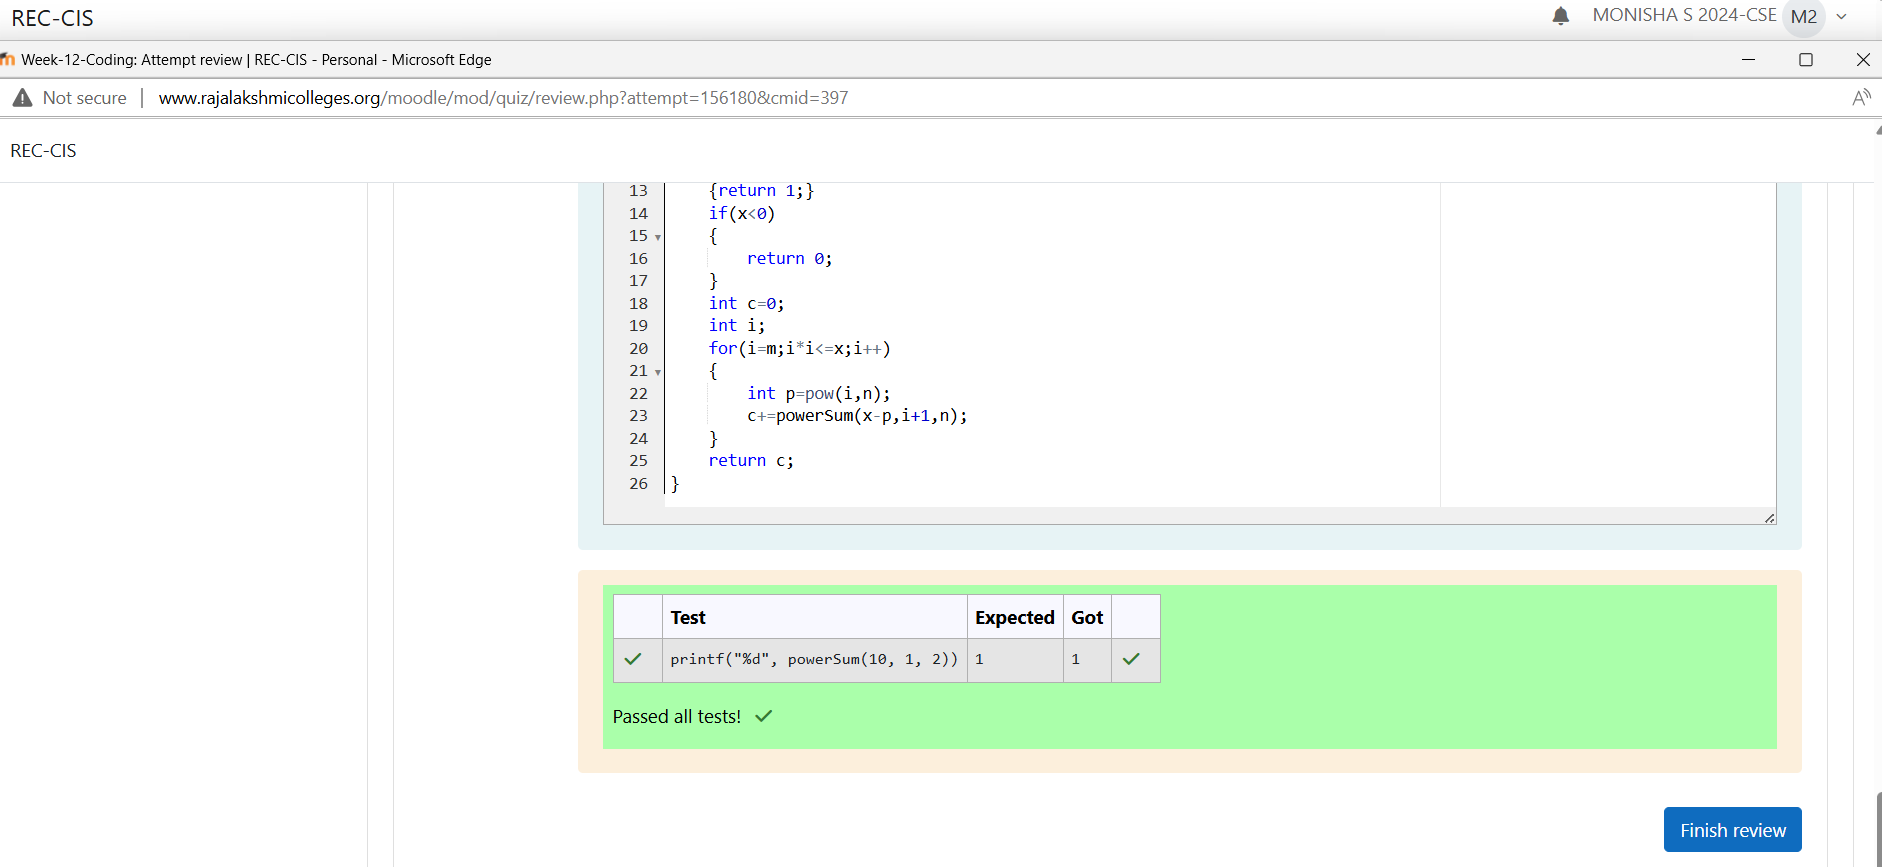 REC-CIS
MONISHA S 2024-CSE M2
Week-12-Coding: Attempt review | REC-CIS - Personal - Microsoft Edge
Not secure | www.rajalakshmicolleges.org/moodle/mod/quiz/review.php?attempt=156180&cmid=397
REC-CIS
13 {return 1;}
14 if(x<0)
15 {
16 return 0;
17 }
18 int c=0;
19 int i;
20 for(i=m;i*i<=x;i++)
21 {
22 int p=pow(i,n);
23 c+=powerSum(x-p,i+1,n);
24 }
25 return c;
26 }
Test Expected Got
printf("%d", powerSum(10, 1, 2)) 1 1
Passed all tests!
Finish review